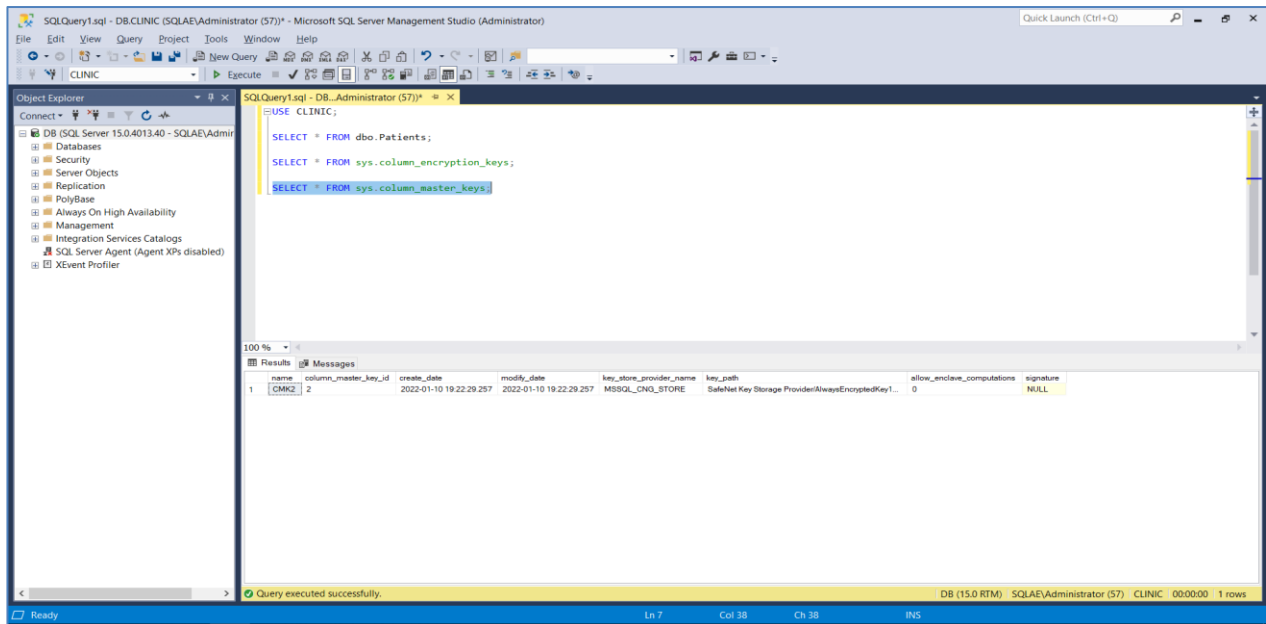 SQLQuery1.sql - DB.CLINIC (SQLAE\Administrator (57))* - Microsoft SQL Server Management Studio (Administrator)
Quick Launch (Ctrl+Q)
File Edit View Query Project Tools Window Help
New Query
CLINIC
Execute
Object Explorer
SQLQuery1.sql - DB...Administrator (57))*
Connect
DB (SQL Server 15.0.4013.40 - SQLAE\Admir
Databases
Security
Server Objects
Replication
PolyBase
Always On High Availability
Management
Integration Services Catalogs
SQL Server Agent (Agent XPs disabled)
XEvent Profiler
USE CLINIC;
SELECT * FROM dbo.Patients;
SELECT * FROM sys.column_encryption_keys;
SELECT * FROM sys.column_master_keys;
100 %
Results Messages
name column_master_key_id create_date modify_date key_store_provider_name key_path allow_enclave_computations signature
1 CMK2 2 2022-01-10 19:22:29.257 2022-01-10 19:22:29.257 MSSQL_CNG_STORE SafeNet Key Storage Provider/AlwaysEncryptedKey1... 0 NULL
Query executed successfully.
DB (15.0 RTM) SQLAE\Administrator (57) CLINIC 00:00:00 1 rows
Ready Ln 7 Col 38 Ch 38 INS